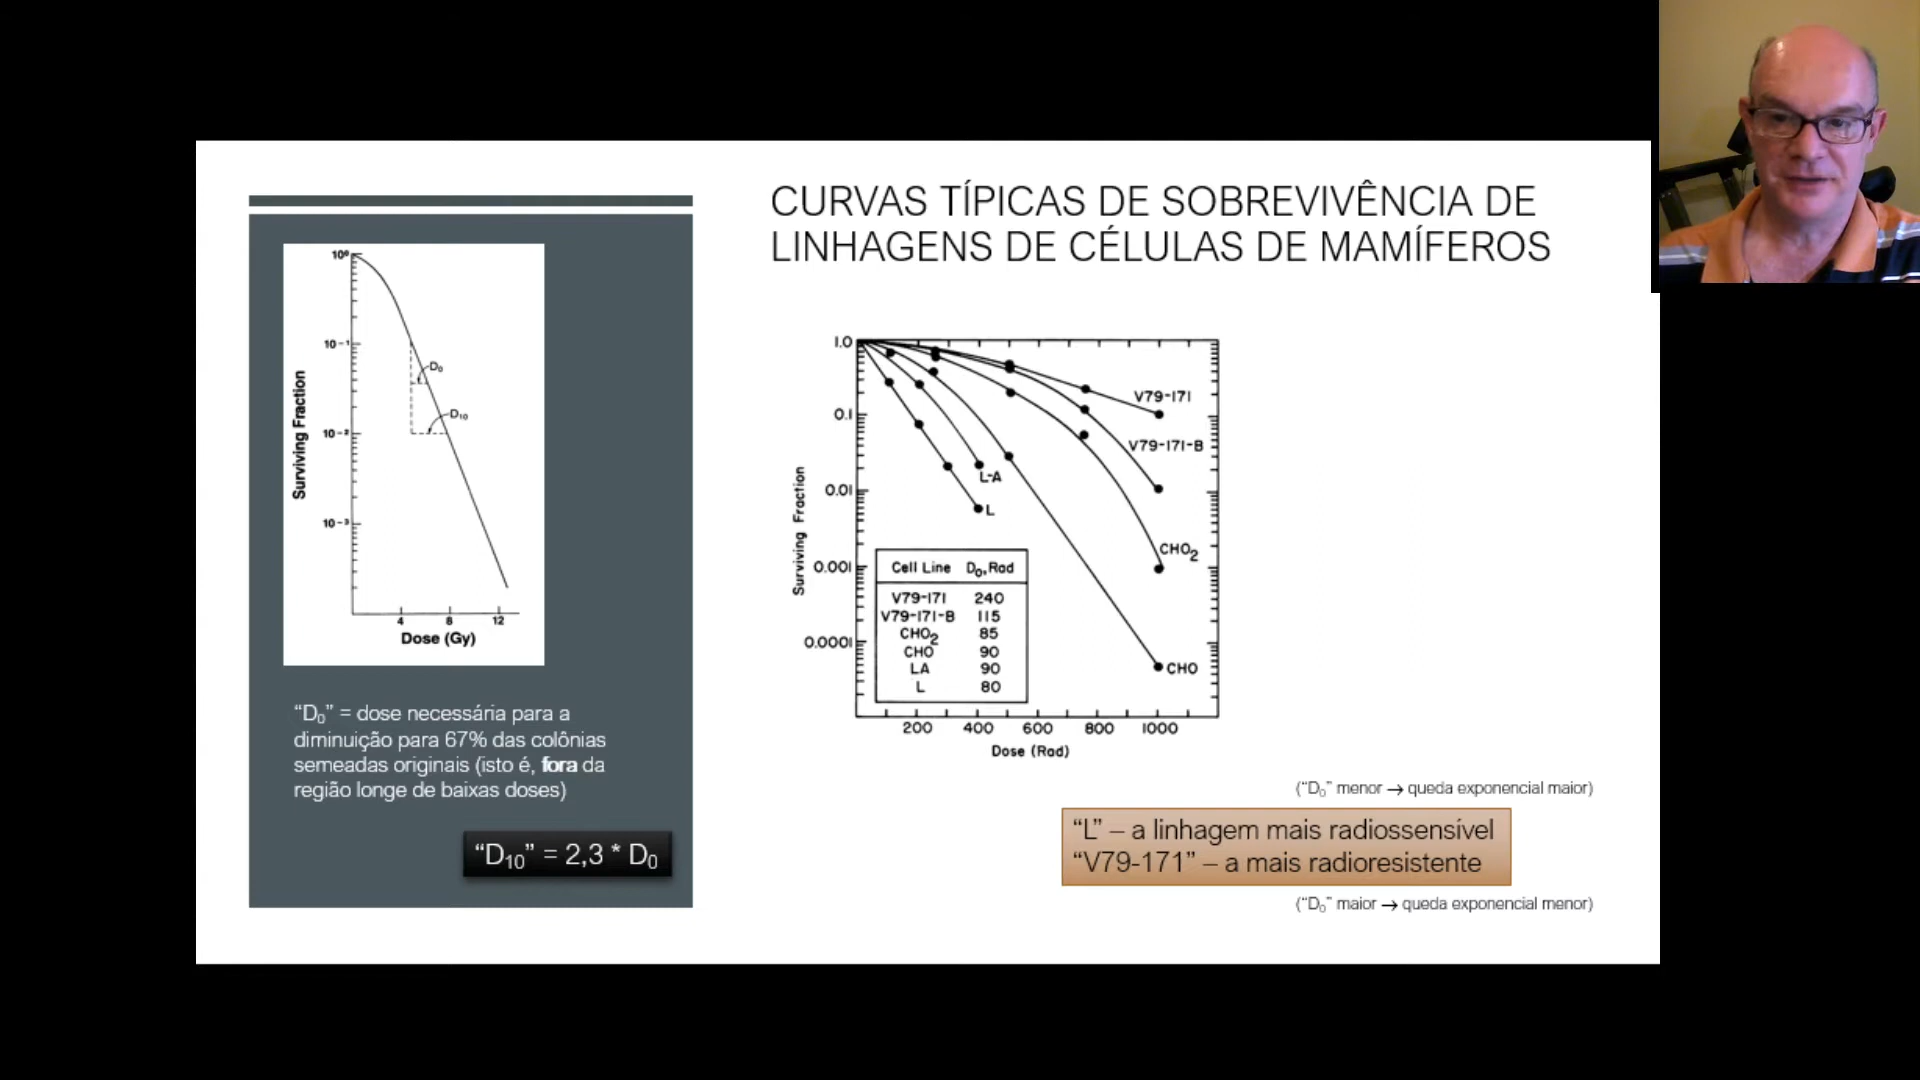 CURVAS TÍPICAS DE SOBREVIVÊNCIA DE
LINHAGENS DE CÉLULAS DE MAMÍFEROS
10⁰
10⁻¹
10⁻²
10⁻³
D₀
D₁₀
Surviving Fraction
4 8 12
Dose (Gy)
“D₀” = dose necessária para a
diminuição para 67% das colônias
semeadas originais (isto é, fora da
região longe de baixas doses)
“D₁₀” = 2,3 * D₀
1.0
0.1
0.01
0.001
0.0001
Surviving Fraction
V79-171
V79-171-B
L-A
L
CHO₂
CHO
Cell Line D₀,Rad
V79-171 240
V79-171-B 115
CHO₂ 85
CHO 90
LA 90
L 80
200 400 600 800 1000
Dose (Rad)
(“D₀” menor → queda exponencial maior)
“L” – a linhagem mais radiossensível
“V79-171” – a mais radioresistente
(“D₀” maior → queda exponencial menor)